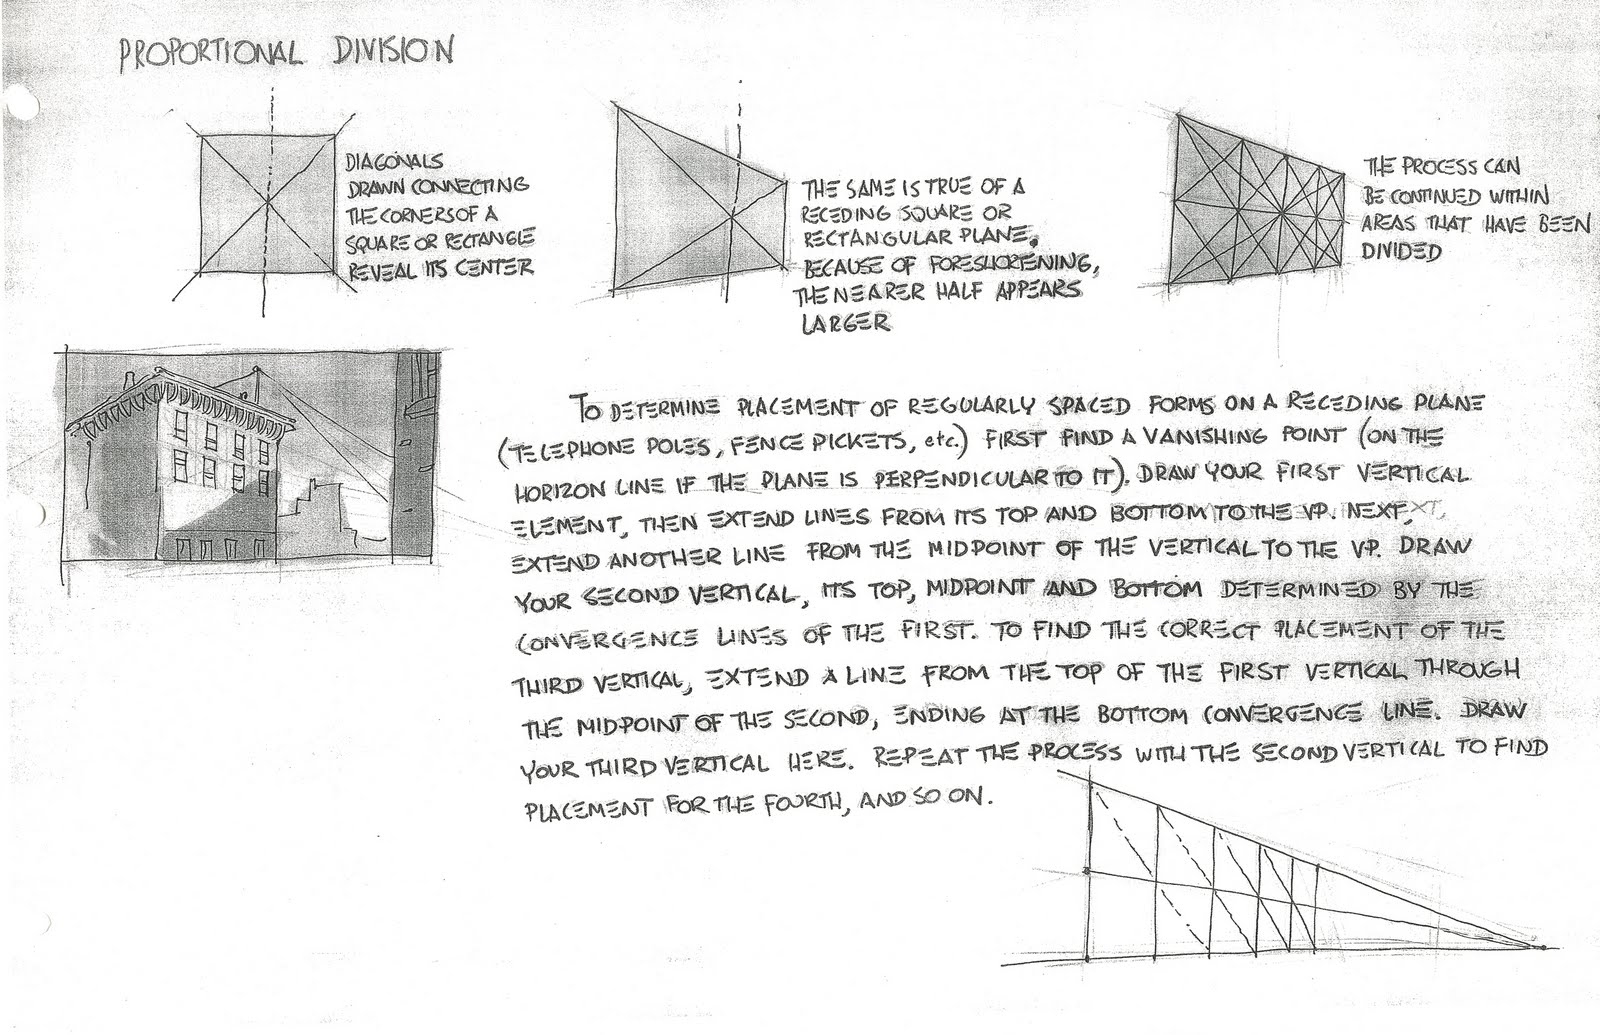 PROPORTIONAL DIVISION
DIAGONALS
DRAWN CONNECTING
THE CORNERS OF A
SQUARE OR RECTANGLE
REVEAL ITS CENTER
THE SAME IS TRUE OF A
RECEDING SQUARE OR
RECTANGULAR PLANE.
BECAUSE OF FORESHORTENING,
THE NEARER HALF APPEARS
LARGER
THE PROCESS CAN
BE CONTINUED WITHIN
AREAS THAT HAVE BEEN
DIVIDED
TO DETERMINE PLACEMENT OF REGULARLY SPACED FORMS ON A RECEDING PLANE
(TELEPHONE POLES, FENCE PICKETS, etc.) FIRST FIND A VANISHING POINT (ON THE
HORIZON LINE IF THE PLANE IS PERPENDICULAR TO IT). DRAW YOUR FIRST VERTICAL
ELEMENT, THEN EXTEND LINES FROM ITS TOP AND BOTTOM TO THE VP. NEXT,
EXTEND ANOTHER LINE FROM THE MIDPOINT OF THE VERTICAL TO THE VP. DRAW
YOUR SECOND VERTICAL, ITS TOP, MIDPOINT AND BOTTOM DETERMINED BY THE
CONVERGENCE LINES OF THE FIRST. TO FIND THE CORRECT PLACEMENT OF THE
THIRD VERTICAL, EXTEND A LINE FROM THE TOP OF THE FIRST VERTICAL THROUGH
THE MIDPOINT OF THE SECOND, ENDING AT THE BOTTOM CONVERGENCE LINE. DRAW
YOUR THIRD VERTICAL HERE. REPEAT THE PROCESS WITH THE SECOND VERTICAL TO FIND
PLACEMENT FOR THE FOURTH, AND SO ON.